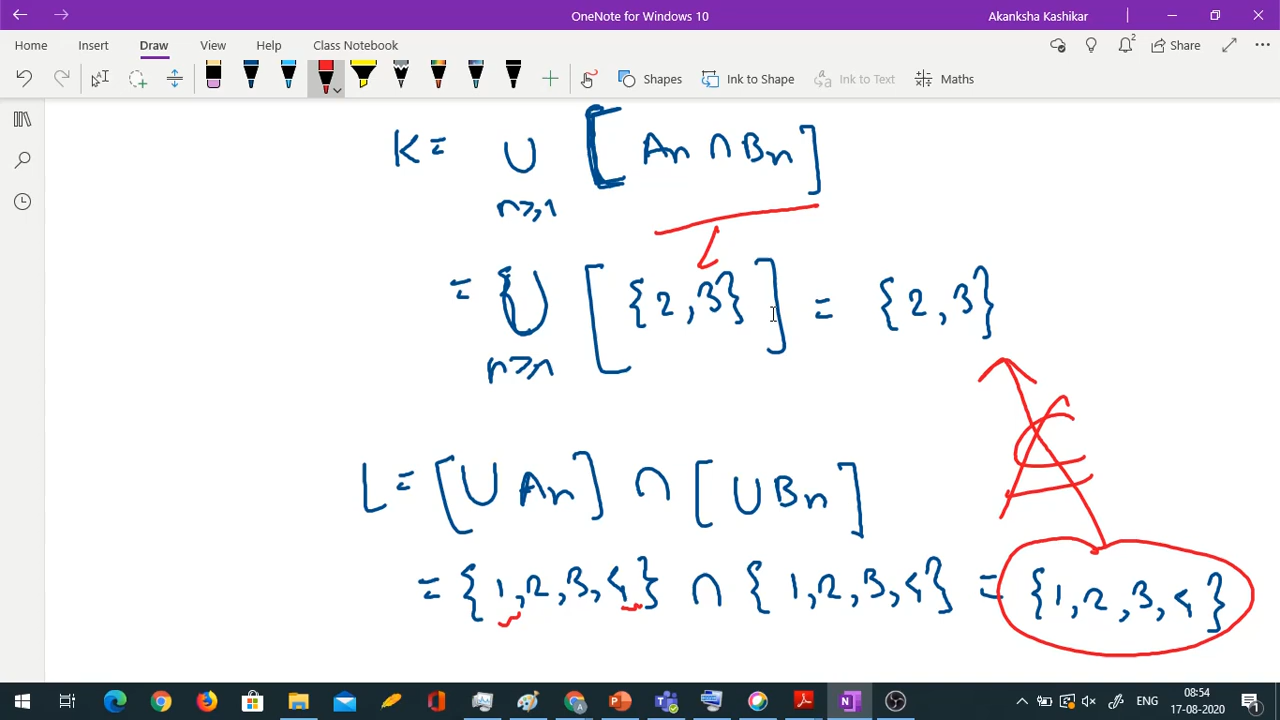 OneNote for Windows 10
Akanksha Kashikar
Home Insert Draw View Help Class Notebook Share
Shapes Ink to Shape Ink to Text Maths
K = ∪ [ An ∩ Bn ]
n≥1
= ∪ [ {2,3} ] = {2,3}
n≥n
L = [ ∪ An ] ∩ [ ∪ Bn ]
= {1,2,3,4} ∩ {1,2,3,4} = {1,2,3,4}
ENG
08:54
17-08-2020